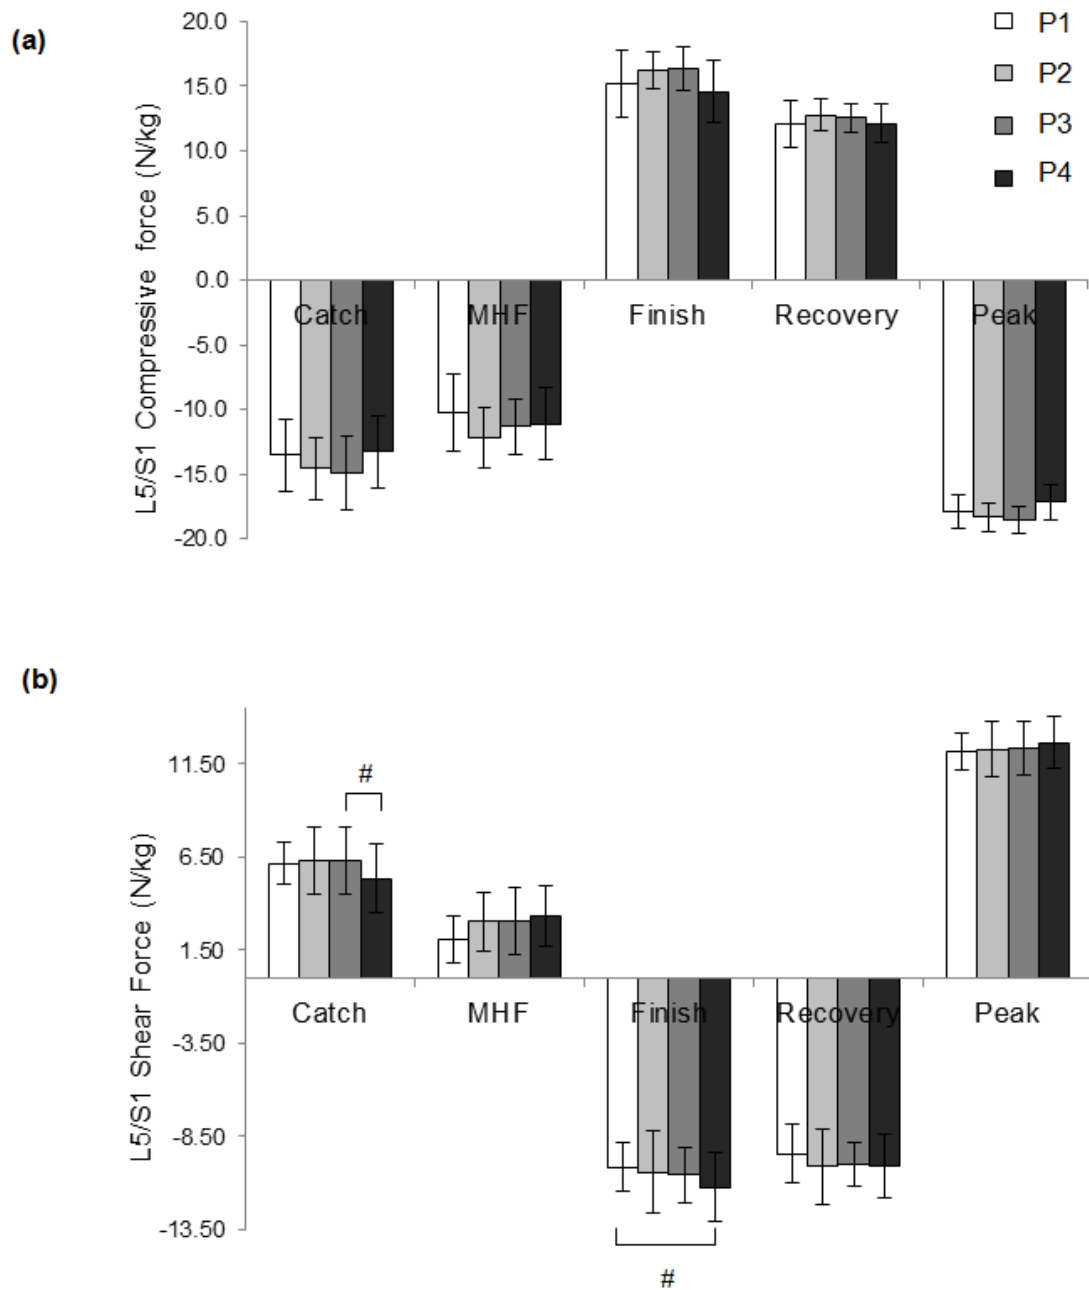 (a)
L5/S1 Compressive force (N/kg)
20.0
15.0
10.0
5.0
0.0
-5.0
-10.0
-15.0
-20.0
Catch
MHF
Finish
Recovery
Peak
P1
P2
P3
P4
(b)
L5/S1 Shear Force (N/kg)
11.50
6.50
1.50
-3.50
-8.50
-13.50
#
Catch
MHF
Finish
Recovery
Peak
#